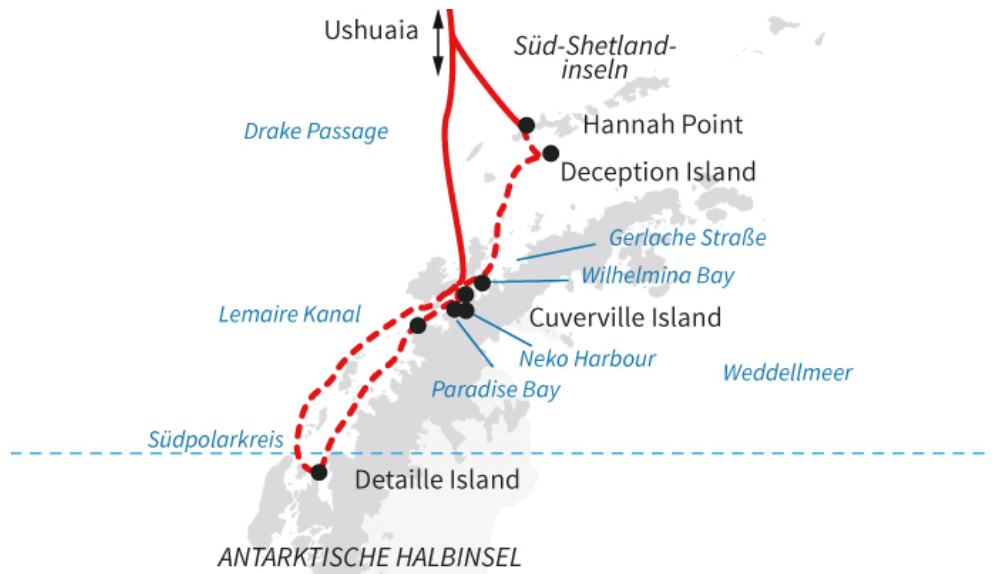 Ushuaia
Süd-Shetland-
inseln
Drake Passage
Hannah Point
Deception Island
Gerlache Straße
Wilhelmina Bay
Lemaire Kanal
Cuverville Island
Neko Harbour
Paradise Bay
Weddellmeer
Südpolarkreis
Detaille Island
ANTARKTISCHE HALBINSEL